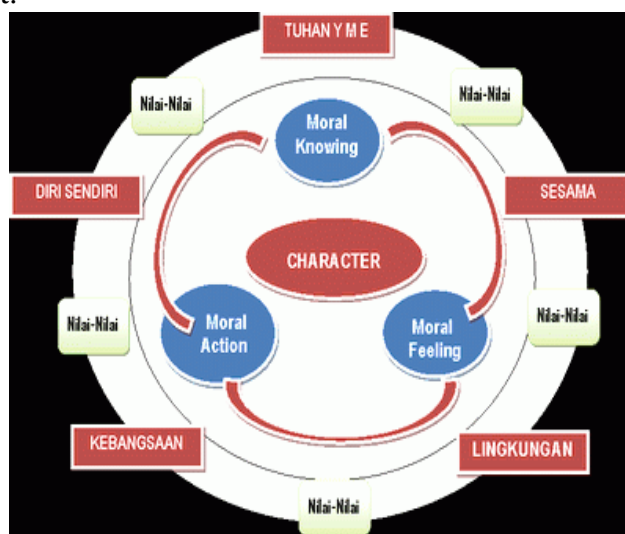 TUHAN Y M E
Nilai-Nilai
Nilai-Nilai
Moral
Knowing
DIRI SENDIRI
SESAMA
CHARACTER
Nilai-Nilai
Moral
Action
Moral
Feeling
Nilai-Nilai
KEBANGSAAN
LINGKUNGAN
Nilai-Nilai